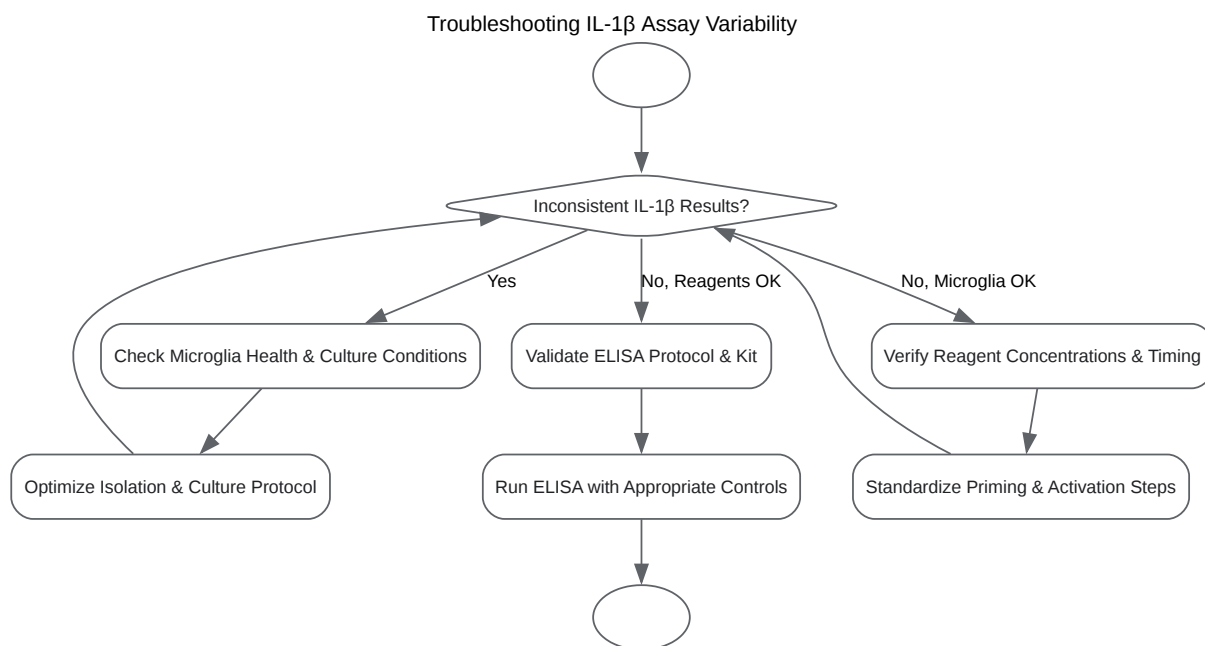 Troubleshooting IL-1β Assay Variability
Inconsistent IL-1β Results?
Yes
No, Reagents OK
No, Microglia OK
Check Microglia Health & Culture Conditions
Validate ELISA Protocol & Kit
Verify Reagent Concentrations & Timing
Optimize Isolation & Culture Protocol
Run ELISA with Appropriate Controls
Standardize Priming & Activation Steps